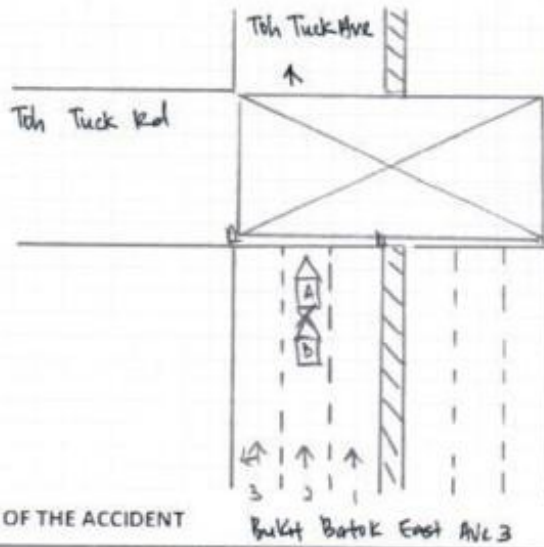 Toh Tuck Ave
Toh Tuck Rd
A
B
3 2 1
OF THE ACCIDENT
Bukit Batok East Ave 3